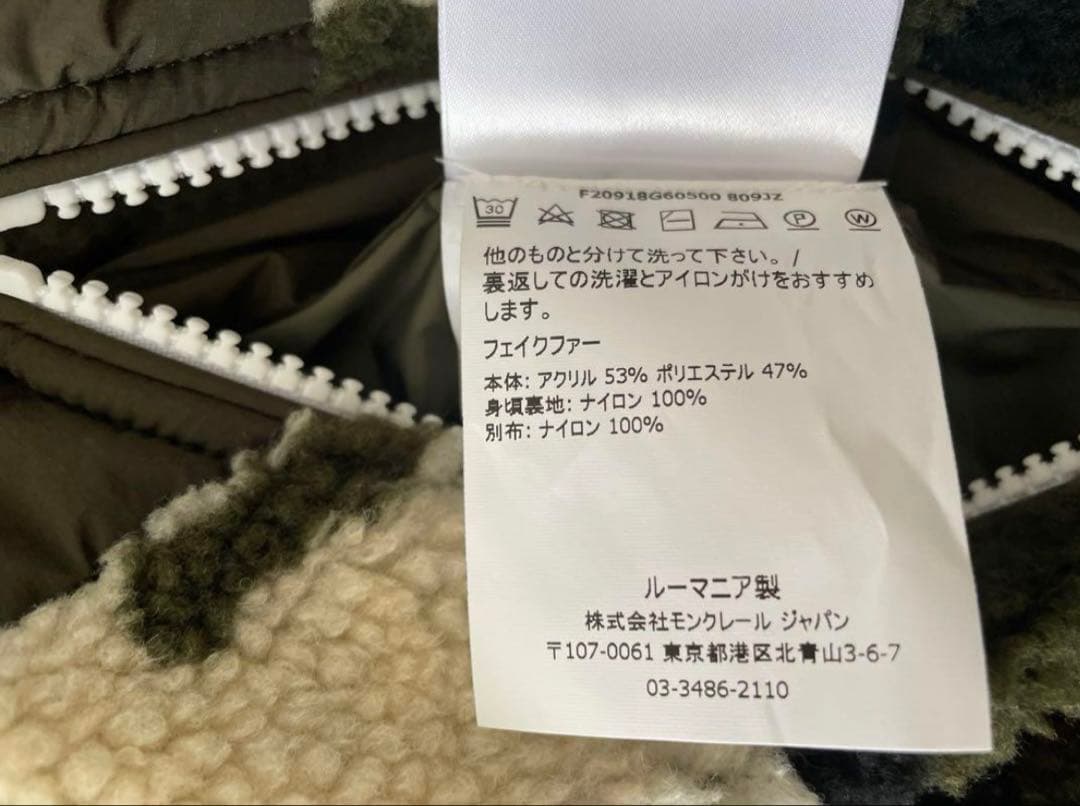 F20918G60500 809JZ
30
P
W
他のものと分けて洗って下さい。/
裏返しての洗濯とアイロンがけをおすすめ
します。
フェイクファー
本体: アクリル 53% ポリエステル 47%
身頃裏地: ナイロン 100%
別布: ナイロン 100%
ルーマニア製
株式会社モンクレール ジャパン
〒107-0061 東京都港区北青山3-6-7
03-3486-2110